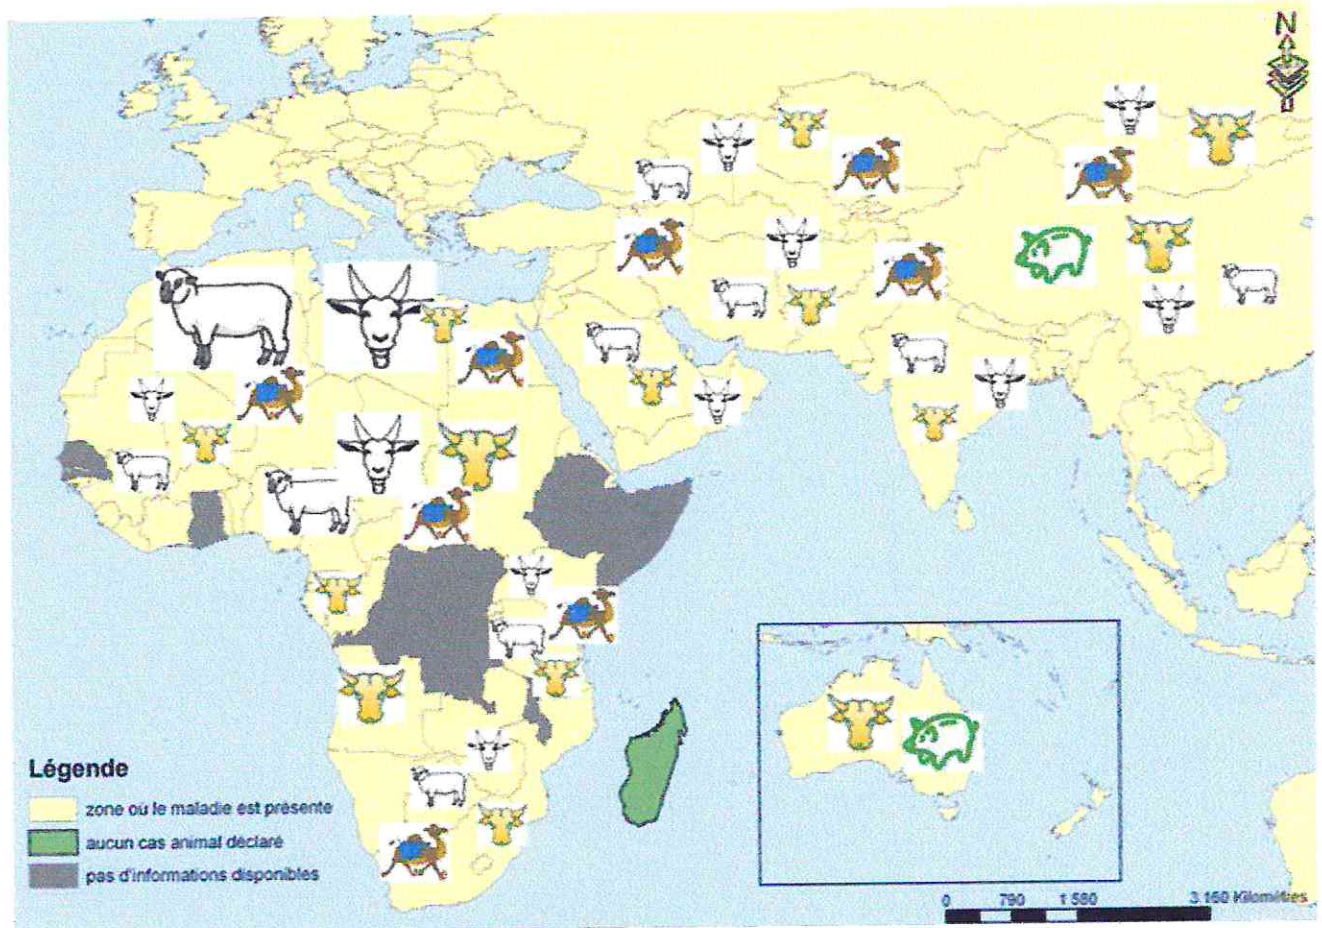 N
Légende
zone où le maladie est présente
aucun cas animal déclaré
pas d'informations disponibles
0 790 1 580 3.160 Kilomètres